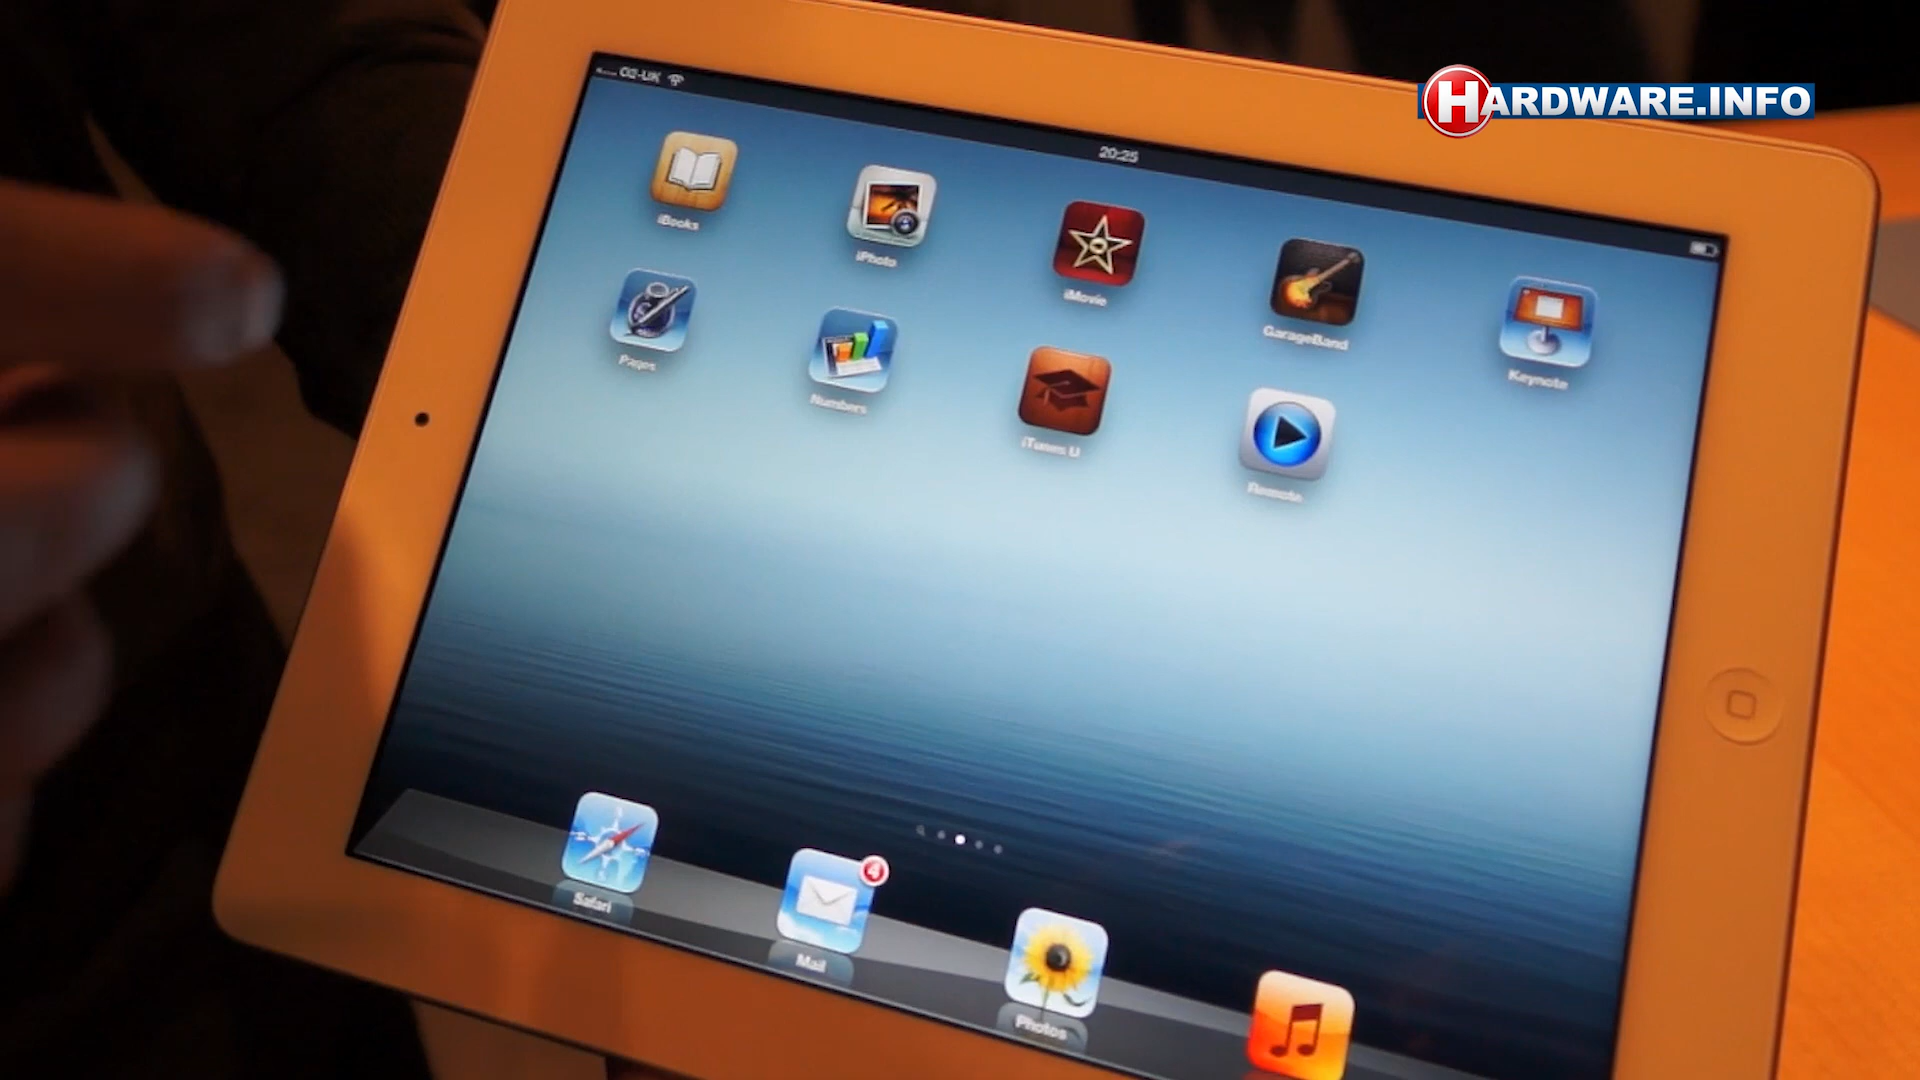 HARDWARE.INFO
O2-UK
20:25
iBooks
iPhoto
iMovie
GarageBand
Keynote
Pages
Numbers
iTunes U
Remote
Safari
Mail
4
Photos